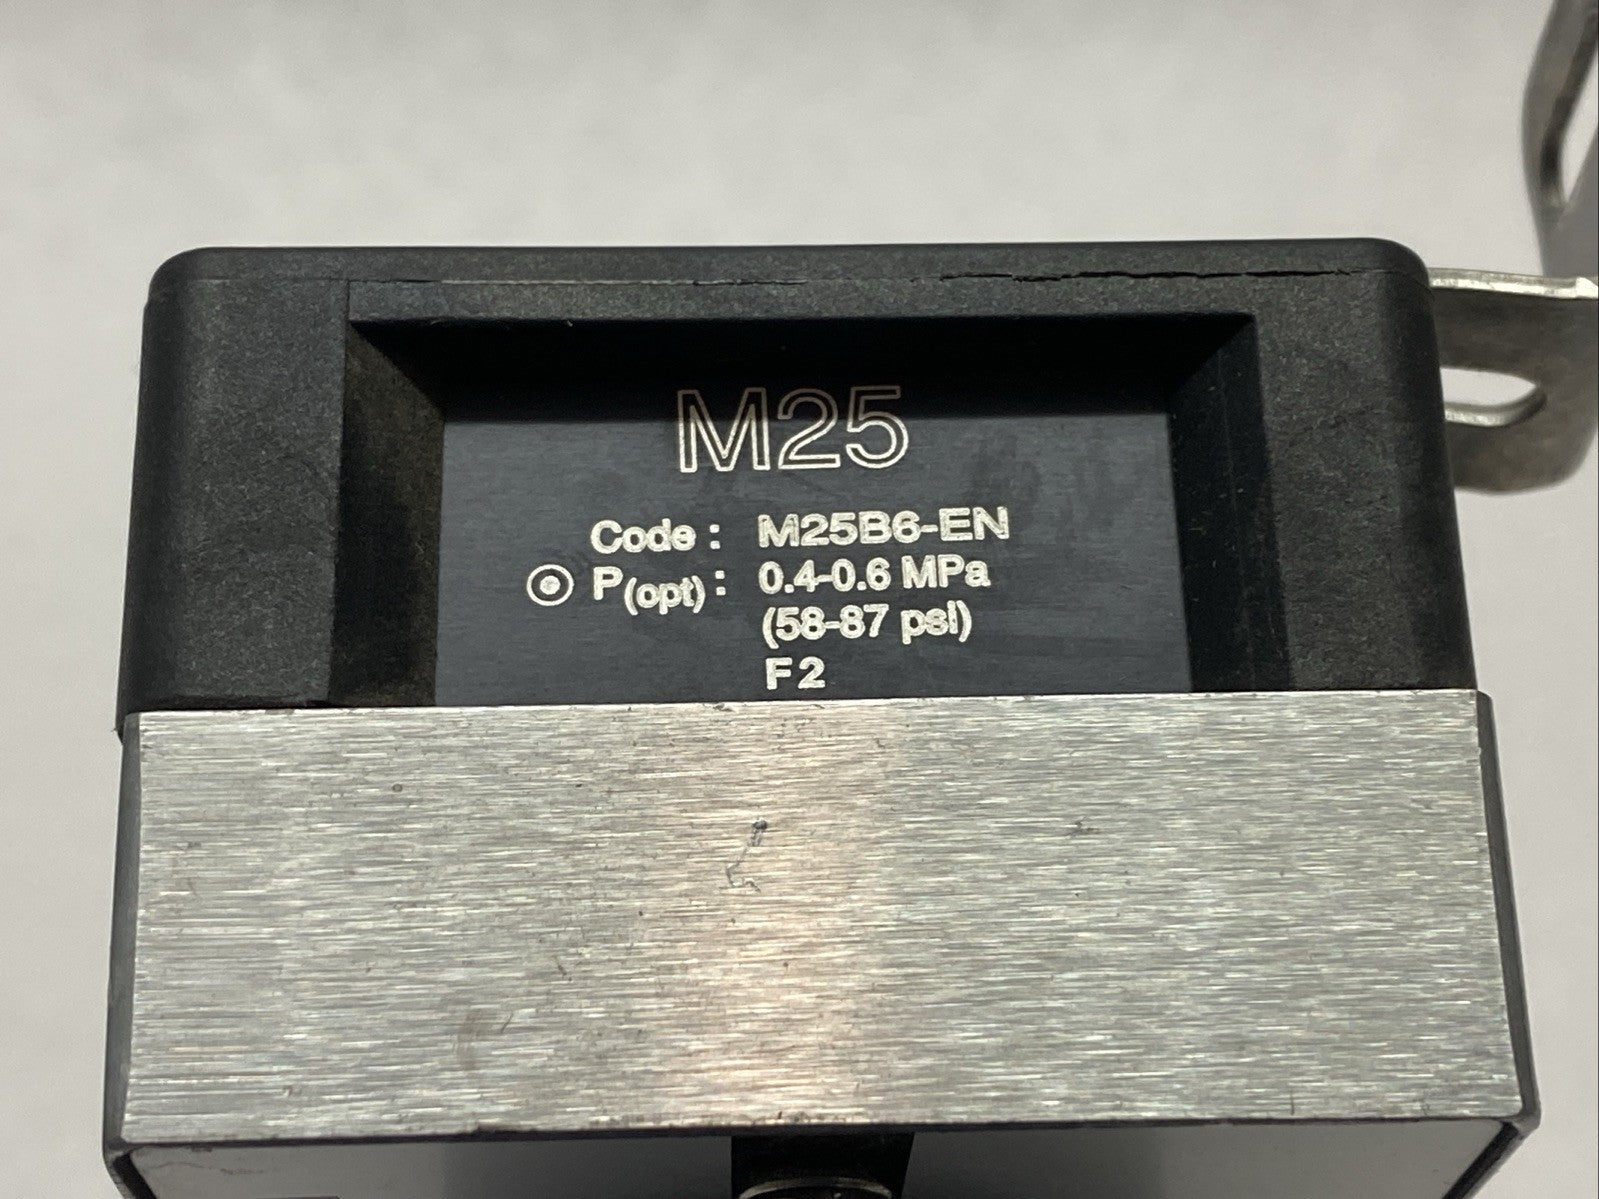 M25
Code : M25B6-EN
P(opt) : 0.4-0.6 MPa
(58-87 psi)
F2